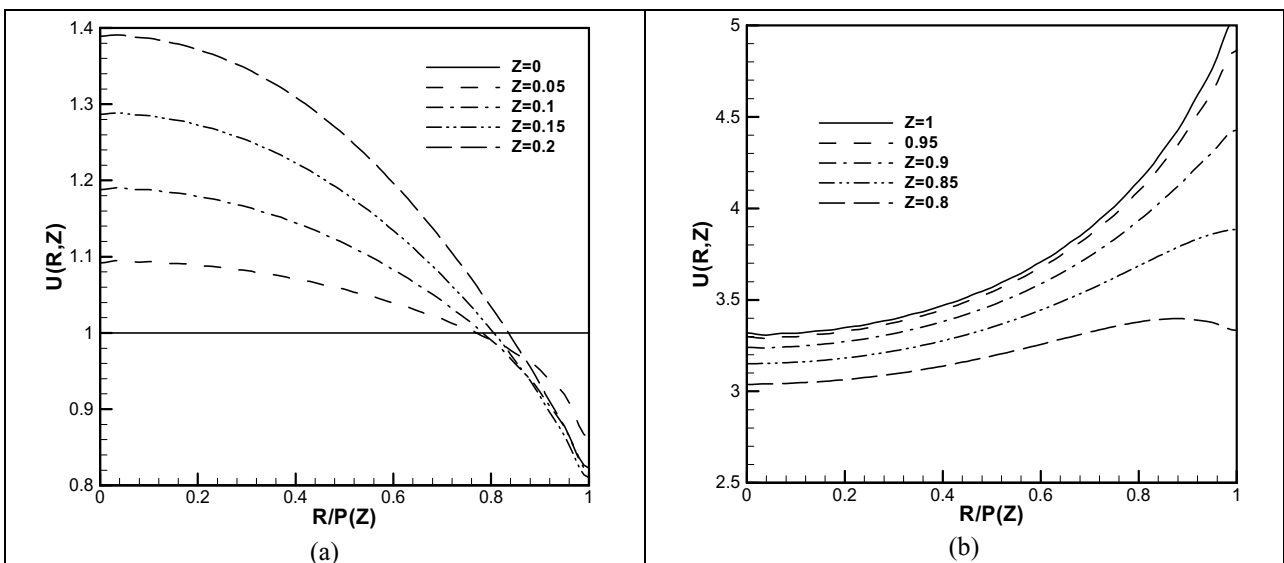 1.4
1.3
1.2
1.1
1
0.9
0.8
U(R,Z)
Z=0
Z=0.05
Z=0.1
Z=0.15
Z=0.2
0 0.2 0.4 0.6 0.8 1
R/P(Z)
(a)
5
4.5
4
3.5
3
2.5
U(R,Z)
Z=1
0.95
Z=0.9
Z=0.85
Z=0.8
0 0.2 0.4 0.6 0.8 1
R/P(Z)
(b)